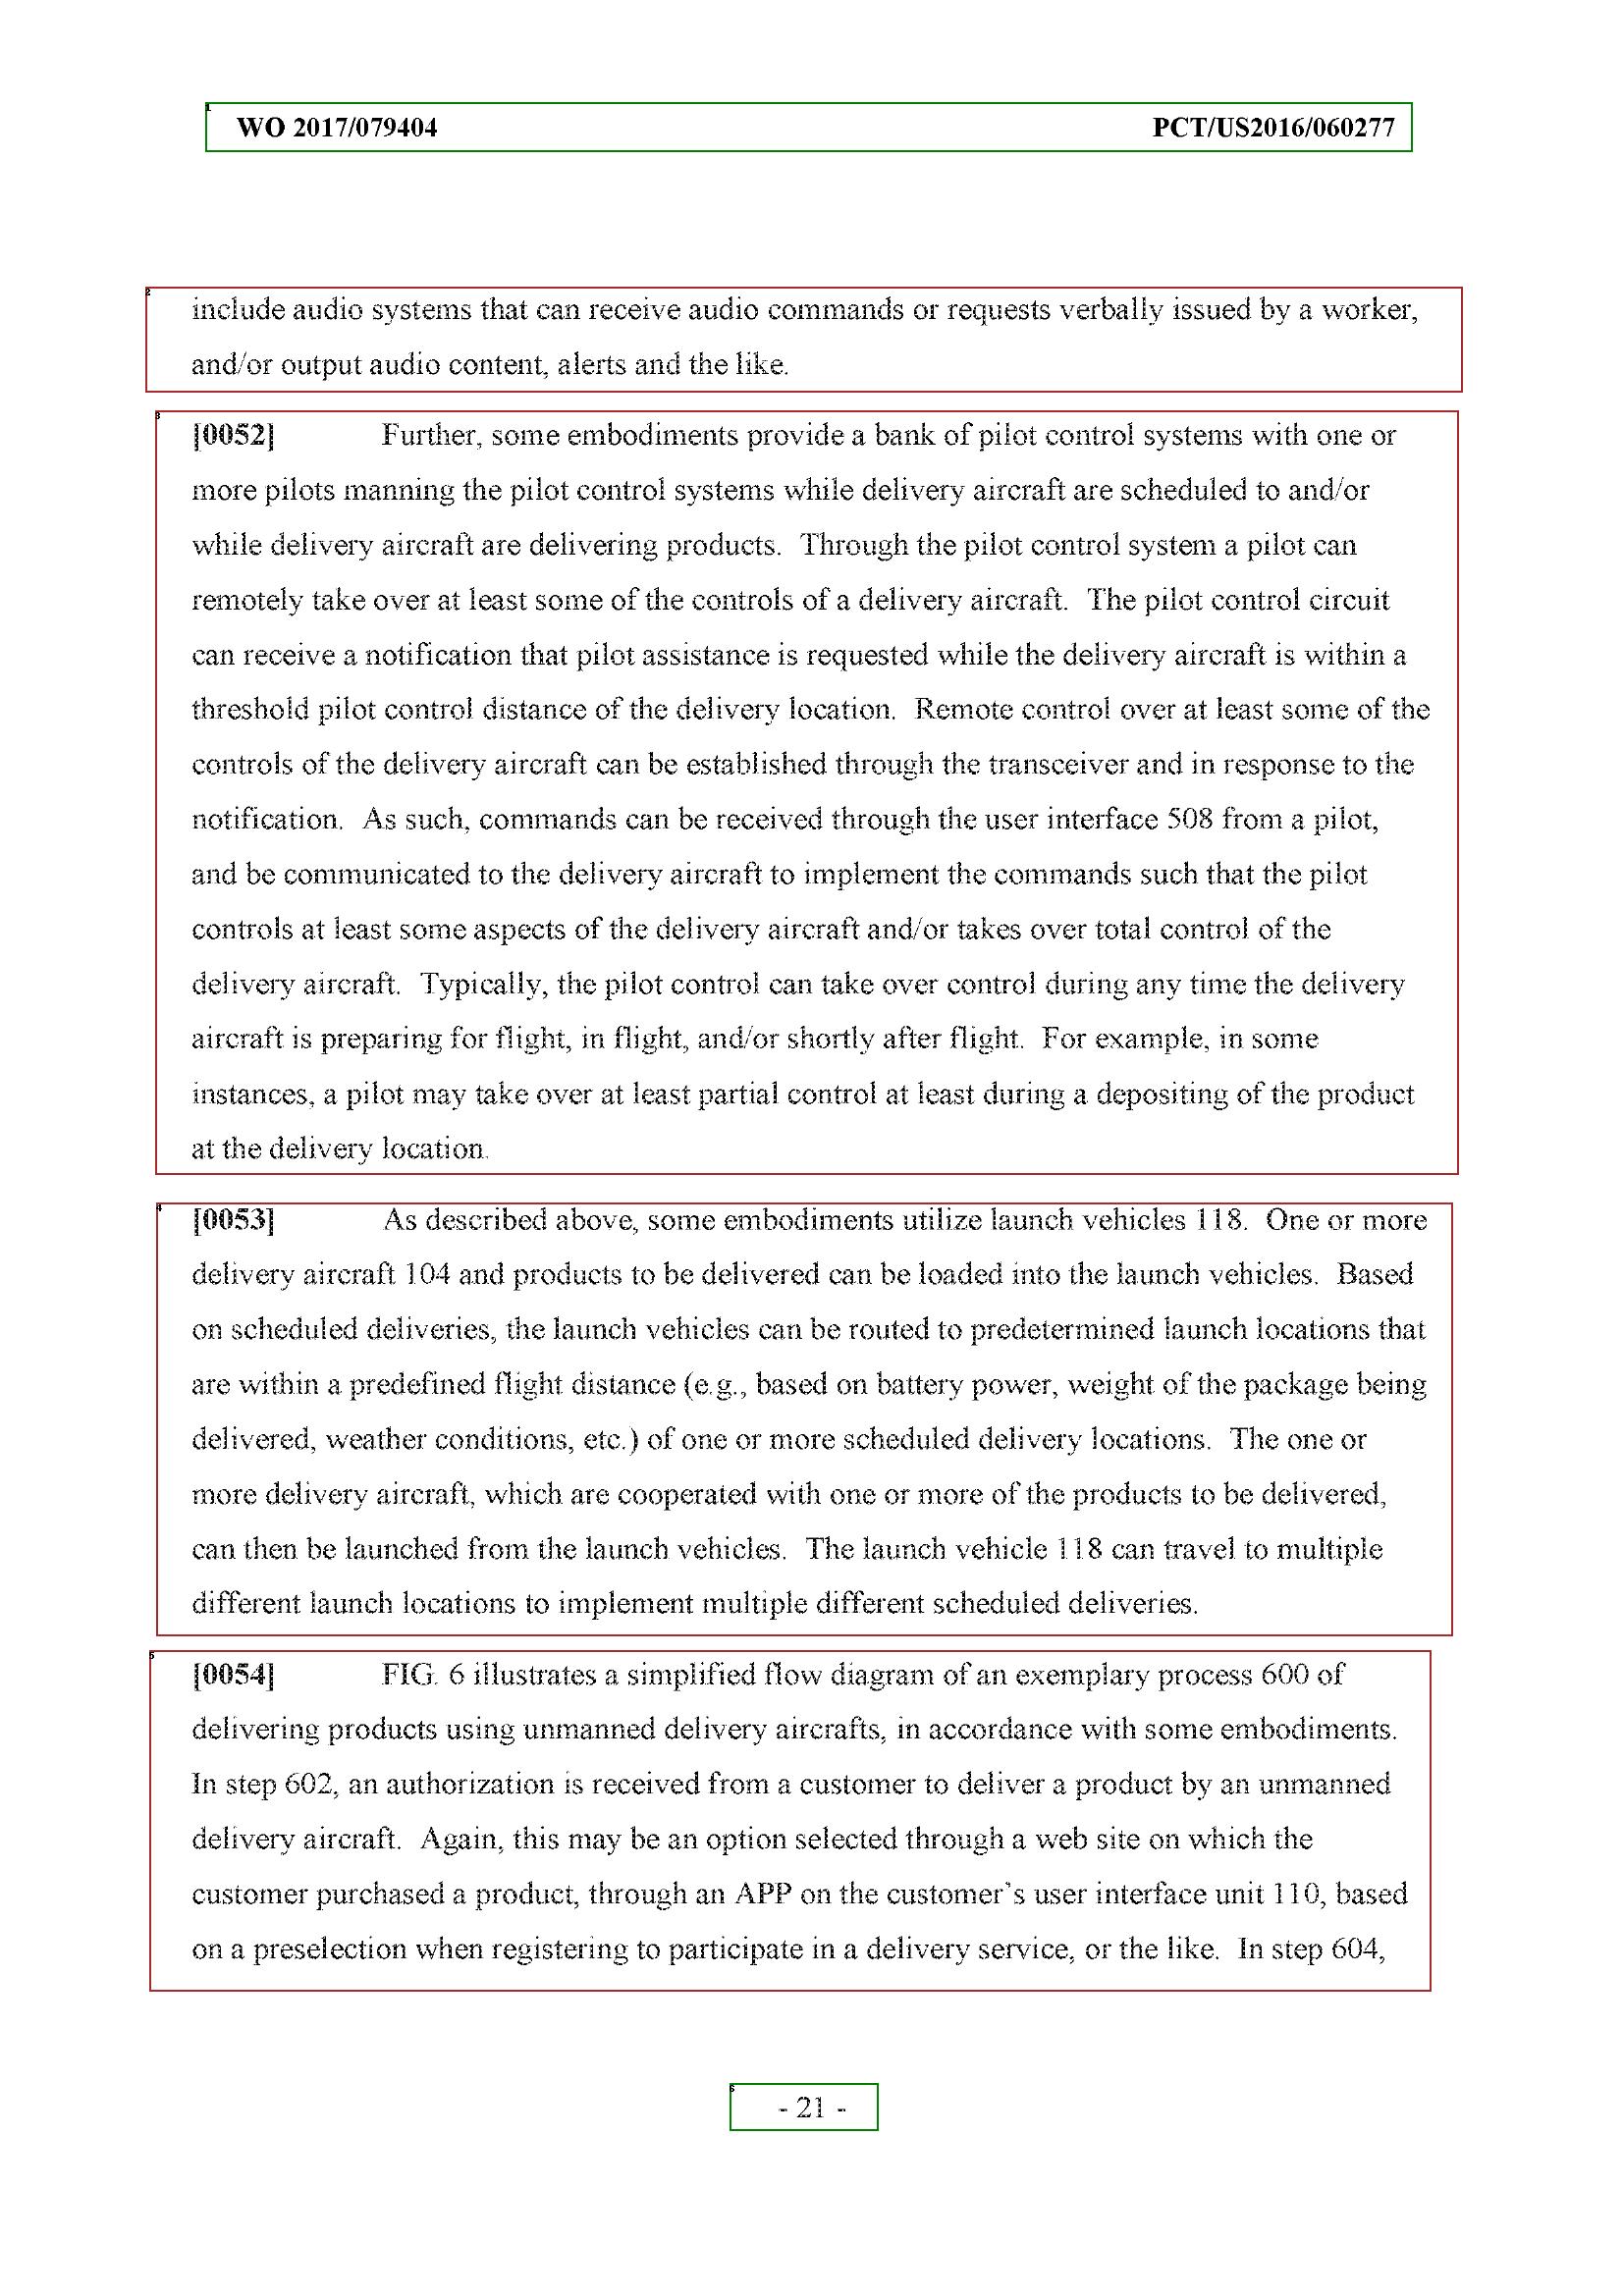 WO 2017/079404 PCT/US2016/060277
include audio systems that can receive audio commands or requests verbally issued by a worker,
and/or output audio content, alerts and the like.
[0052] Further, some embodiments provide a bank of pilot control systems with one or
more pilots manning the pilot control systems while delivery aircraft are scheduled to and/or
while delivery aircraft are delivering products. Through the pilot control system a pilot can
remotely take over at least some of the controls of a delivery aircraft. The pilot control circuit
can receive a notification that pilot assistance is requested while the delivery aircraft is within a
threshold pilot control distance of the delivery location. Remote control over at least some of the
controls of the delivery aircraft can be established through the transceiver and in response to the
notification. As such, commands can be received through the user interface 508 from a pilot,
and be communicated to the delivery aircraft to implement the commands such that the pilot
controls at least some aspects of the delivery aircraft and/or takes over total control of the
delivery aircraft. Typically, the pilot control can take over control during any time the delivery
aircraft is preparing for flight, in flight, and/or shortly after flight. For example, in some
instances, a pilot may take over at least partial control at least during a depositing of the product
at the delivery location.
[0053] As described above, some embodiments utilize launch vehicles 118. One or more
delivery aircraft 104 and products to be delivered can be loaded into the launch vehicles. Based
on scheduled deliveries, the launch vehicles can be routed to predetermined launch locations that
are within a predefined flight distance (e.g., based on battery power, weight of the package being
delivered, weather conditions, etc.) of one or more scheduled delivery locations. The one or
more delivery aircraft, which are cooperated with one or more of the products to be delivered,
can then be launched from the launch vehicles. The launch vehicle 118 can travel to multiple
different launch locations to implement multiple different scheduled deliveries.
[0054] FIG. 6 illustrates a simplified flow diagram of an exemplary process 600 of
delivering products using unmanned delivery aircrafts, in accordance with some embodiments.
In step 602, an authorization is received from a customer to deliver a product by an unmanned
delivery aircraft. Again, this may be an option selected through a web site on which the
customer purchased a product, through an APP on the customer's user interface unit 110, based
on a preselection when registering to participate in a delivery service, or the like. In step 604,
- 21 -